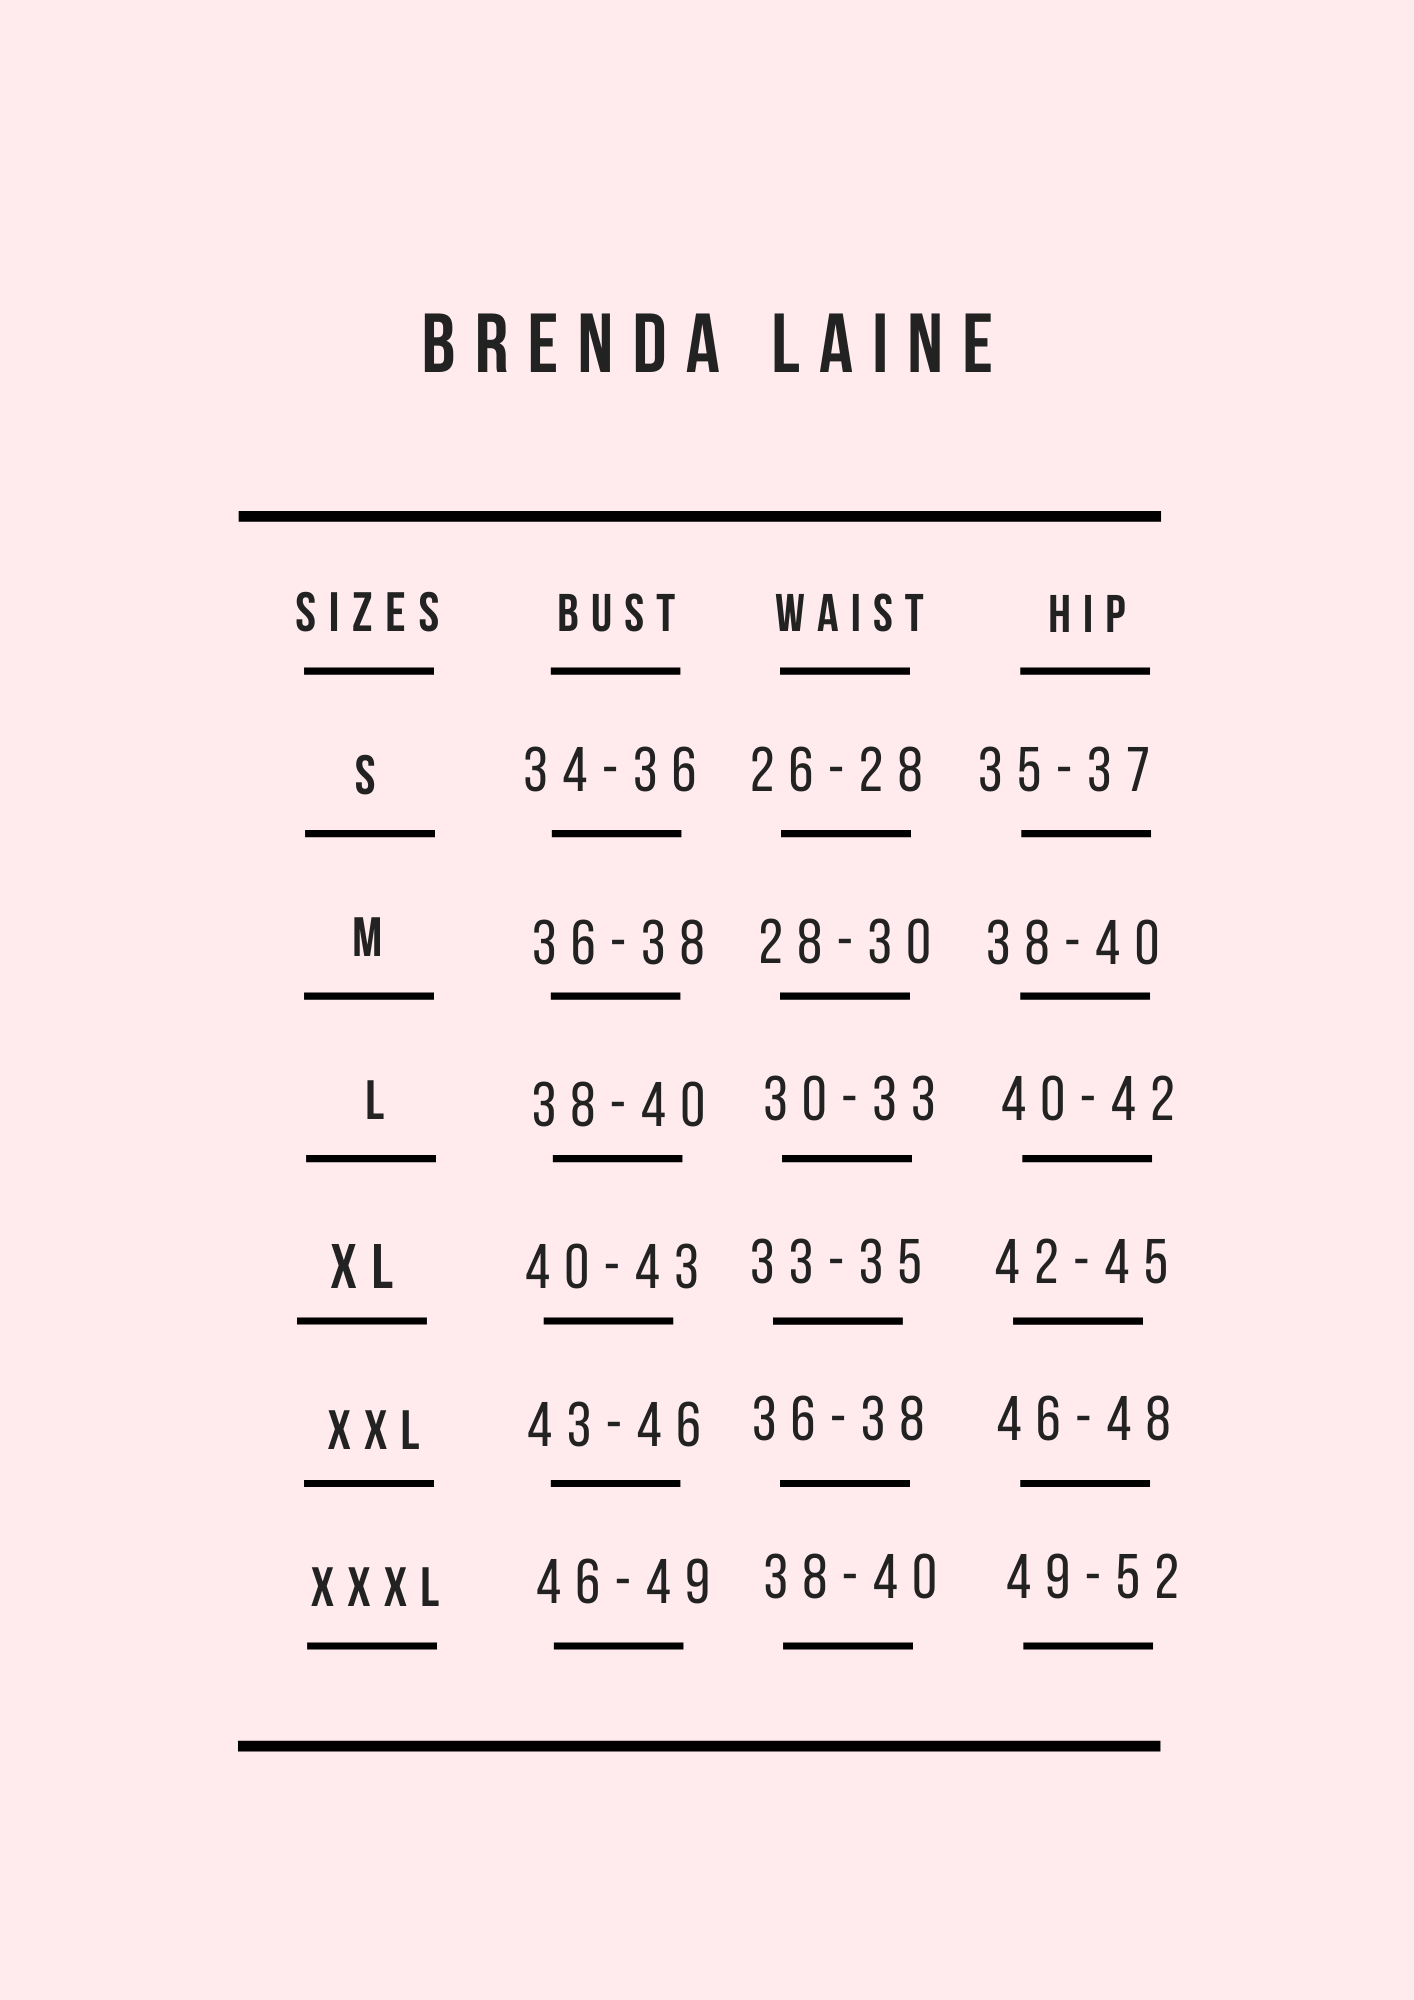 BRENDA LAINE
SIZES BUST WAIST HIP
S 34-36 26-28 35-37
M 36-38 28-30 38-40
L 38-40 30-33 40-42
XL 40-43 33-35 42-45
XXL 43-46 36-38 46-48
XXXL 46-49 38-40 49-52